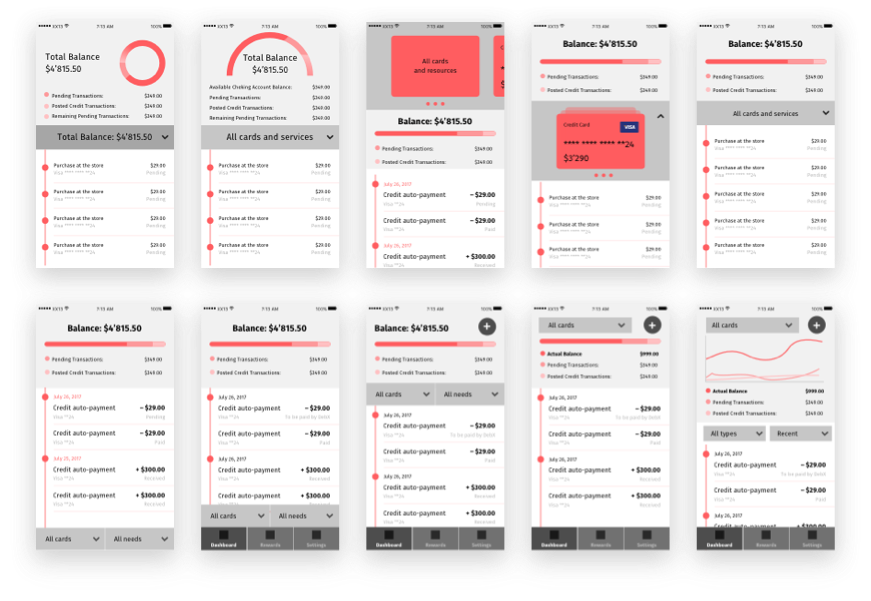 ••••• XXTS 7:15 AM 100%
Total Balance
$4'815.50
Pending Transactions: $349.00
Posted Credit Transactions: $349.00
Remaining Pending Transactions: $349.00
Total Balance: $4'815.50
Purchase at the store $29.00
Visa **** **** **24 Pending
Purchase at the store $29.00
Visa **** **** **24 Pending
Purchase at the store $29.00
Visa **** **** **24 Pending
Purchase at the store $29.00
Visa **** **** **24 Pending
••••• XXTS 7:15 AM 100%
Total Balance
$4'815.50
Available Cheking Account Balance: $349.00
Pending Transactions: $349.00
Posted Credit Transactions: $349.00
Remaining Pending Transactions: $349.00
All cards and services
Purchase at the store $29.00
Visa **** **** **24 Pending
Purchase at the store $29.00
Visa **** **** **24 Pending
Purchase at the store $29.00
Visa **** **** **24 Pending
Purchase at the store $29.00
Visa **** **** **24 Pending
••••• XXTS 7:15 AM 100%
All cards
and resources
Balance: $4'815.50
Pending Transactions: $349.00
Posted Credit Transactions: $349.00
July 26, 2017
Credit auto-payment – $29.00
Visa **24 Pending
Credit auto-payment – $29.00
Visa **24 Paid
July 26, 2017
Credit auto-payment + $300.00
Visa **24 Received
••••• XXTS 7:15 AM 100%
Balance: $4'815.50
Pending Transactions: $349.00
Posted Credit Transactions: $349.00
Credit Card VISA
**** **** **** **24
$3'290
Purchase at the store $29.00
Visa **** **** **24 Pending
Purchase at the store $29.00
Visa **** **** **24 Pending
Purchase at the store $29.00
Visa **** **** **24 Pending
••••• XXTS 7:15 AM 100%
Balance: $4'815.50
Pending Transactions: $349.00
Posted Credit Transactions: $349.00
All cards and services
Purchase at the store $29.00
Visa **** **** **24 Pending
Purchase at the store $29.00
Visa **** **** **24 Pending
Purchase at the store $29.00
Visa **** **** **24 Pending
Purchase at the store $29.00
Visa **** **** **24 Pending
Purchase at the store $29.00
Visa **** **** **24 Pending
••••• XXTS 7:15 AM 100%
Balance: $4'815.50
Pending Transactions: $349.00
Posted Credit Transactions: $349.00
July 26, 2017
Credit auto-payment – $29.00
Visa **24 Pending
Credit auto-payment – $29.00
Visa **24 Paid
July 21, 2017
Credit auto-payment + $300.00
Visa **24 Received
Credit auto-payment + $300.00
Visa **24 Received
All cards All needs
••••• XXTS 7:15 AM 100%
Balance: $4'815.50
Pending Transactions: $349.00
Posted Credit Transactions: $349.00
July 26, 2017
Credit auto-payment – $29.00
Visa **24 To be paid by Debit
Credit auto-payment – $29.00
Visa **24 Paid
July 26, 2017
Credit auto-payment + $300.00
Visa **24 Received
Credit auto-payment + $300.00
All cards All needs
Dashboard Rewards Settings
••••• XXTS 7:15 AM 100%
Balance: $4'815.50 +
Pending Transactions: $349.00
Posted Credit Transactions: $349.00
All cards All needs
July 26, 2017
Credit auto-payment – $29.00
Visa **24 To be paid by Debit
Credit auto-payment – $29.00
Visa **24 Paid
July 26, 2017
Credit auto-payment + $300.00
Visa **24 Received
Credit auto-payment + $300.00
Visa **24 Received
Dashboard Rewards Settings
••••• XXTS 7:15 AM 100%
All cards +
Actual Balance $999.00
Pending Transactions: $349.00
Posted Credit Transactions: $349.00
July 26, 2017
Credit auto-payment – $29.00
Visa **24 To be paid by Debit
Credit auto-payment – $29.00
Visa **24 Paid
July 26, 2017
Credit auto-payment + $300.00
Visa **24 Received
Credit auto-payment + $300.00
Visa **24 Received
Dashboard Rewards Settings
••••• XXTS 7:15 AM 100%
All cards +
Actual Balance $999.00
Pending Transactions: $349.00
Posted Credit Transactions: $349.00
All types Recent
July 26, 2017
Credit auto-payment – $29.00
Visa **24 To be paid by Debit
Credit auto-payment – $29.00
Visa **24 Paid
July 26, 2017
Credit auto-payment + $300.00
Dashboard Rewards Settings